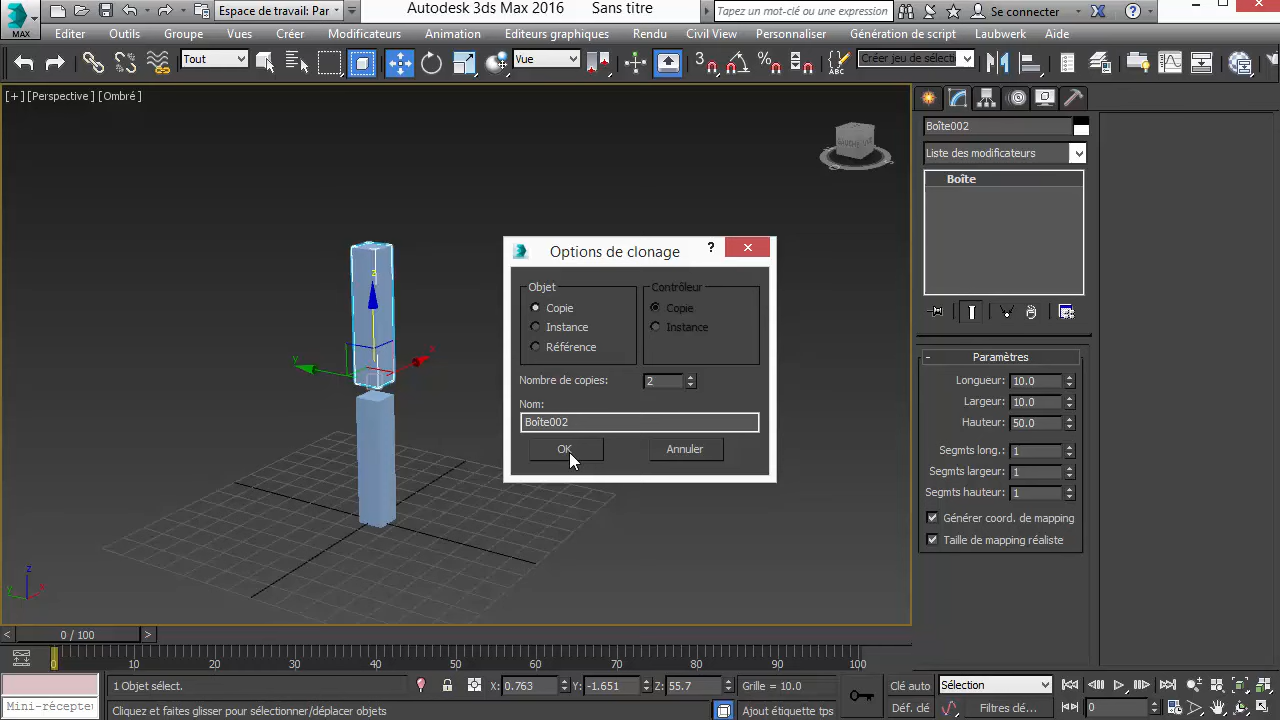 Espace de travail: Par
Autodesk 3ds Max 2016
Sans titre
Tapez un mot-clé ou une expression
Se connecter
MAX
Editer
Outils
Groupe
Vues
Créer
Modificateurs
Animation
Editeurs graphiques
Rendu
Civil View
Personnaliser
Génération de script
Laubwerk
Aide
Tout
Vue
3
Créer jeu de sélecti
ABC
[+] [Perspective ] [Ombré ]
Boîte002
Liste des modificateurs
Boîte
Options de clonage
?
Objet
Contrôleur
Copie
Copie
Instance
Instance
Référence
Nombre de copies:
2
Nom:
Boîte002
OK
Annuler
Paramètres
Longueur:
10.0
Largeur:
10.0
Hauteur:
50.0
Segmts long.:
1
Segmts largeur:
1
Segmts hauteur:
1
Générer coord. de mapping
Taille de mapping réaliste
z
y
x
z
y
x
0 / 100
0
10
20
30
40
50
60
70
80
90
100
1 Objet sélect.
X:
0.763
Y:
-1.651
Z:
55.7
Grille = 10.0
Clé auto
Sélection
Mini-récepte
Cliquez et faites glisser pour sélectionner/déplacer objets
Ajout étiquette tps
Déf. dé
Filtres clé...
0